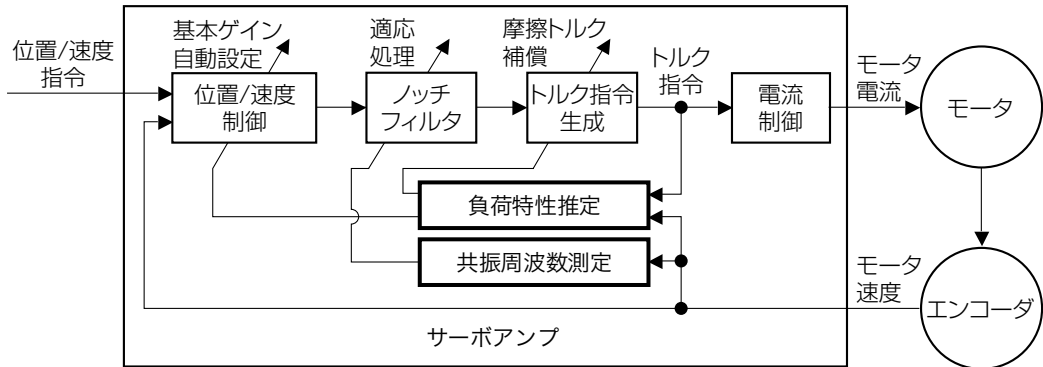 基本ゲイン
自動設定
適応
処理
摩擦トルク
補償
位置/速度
指令
トルク
指令
モータ
電流
位置/速度
制御
ノッチ
フィルタ
トルク指令
生成
電流
制御
モータ
負荷特性推定
共振周波数測定
モータ
速度
エンコーダ
サーボアンプ